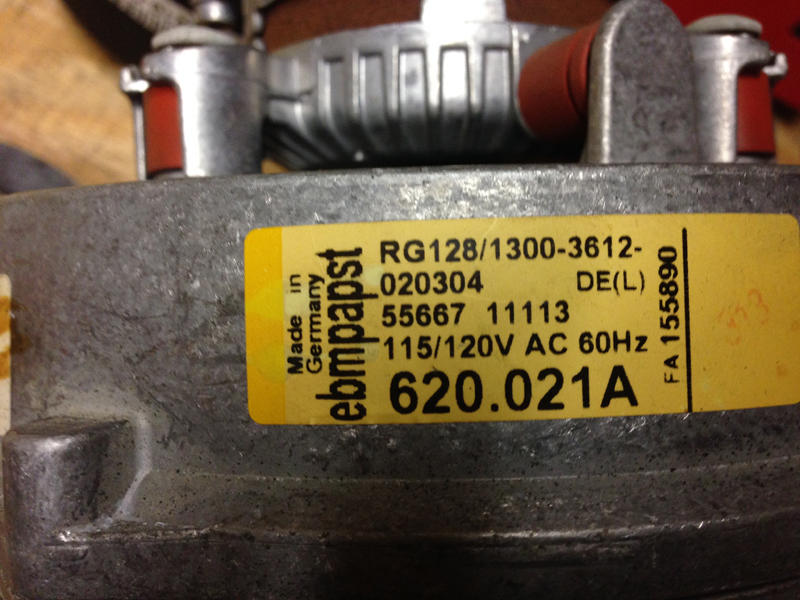 Made in
Germany
ebmpapst
RG128/1300-3612-
020304 DE(L)
55667 11113
115/120V AC 60Hz
620.021A
FA 155890